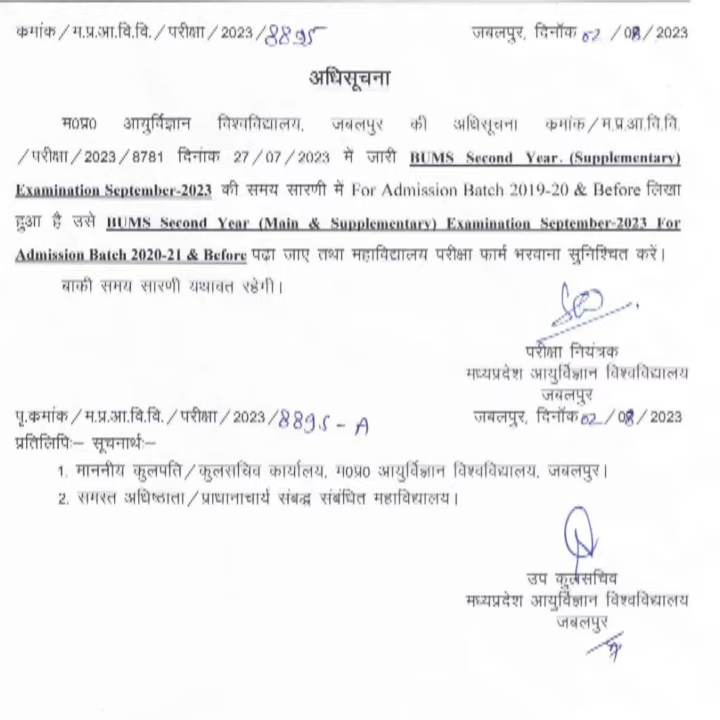 कमांक / म.प्र.आ.वि.वि. / परीक्षा / 2023 / 8895 जबलपुर, दिनॉक 02 / 08 / 2023
अधिसूचना
म0प्र0 आयुर्विज्ञान विश्वविद्यालय, जबलपुर की अधिसूचना कमांक / म.प्र.आ.वि.वि.
/ परीक्षा / 2023 / 8781 दिनांक 27 / 07 / 2023 में जारी BUMS Second Year. (Supplementary)
Examination September-2023 की समय सारणी में For Admission Batch 2019-20 & Before लिखा
हुआ है उसे BUMS Second Year (Main & Supplementary) Examination September-2023 For
Admission Batch 2020-21 & Before पढ़ा जाए तथा महाविद्यालय परीक्षा फार्म भरवाना सुनिश्चित करें।
बाकी समय सारणी यथावत रहेगी।
परीक्षा नियंत्रक
मध्यप्रदेश आयुर्विज्ञान विश्वविद्यालय
जबलपुर
पृ.कमांक / म.प्र.आ.वि.वि. / परीक्षा / 2023 / 8895 - A जबलपुर, दिनॉक 02 / 08 / 2023
प्रतिलिपिः– सूचनार्थः–
1. माननीय कुलपति / कुलसचिव कार्यालय, म0प्र0 आयुर्विज्ञान विश्वविद्यालय, जबलपुर।
2. समस्त अधिष्ठाता / प्राधानाचार्य संबद्ध संबंधित महाविद्यालय।
उप कुलसचिव
मध्यप्रदेश आयुर्विज्ञान विश्वविद्यालय
जबलपुर